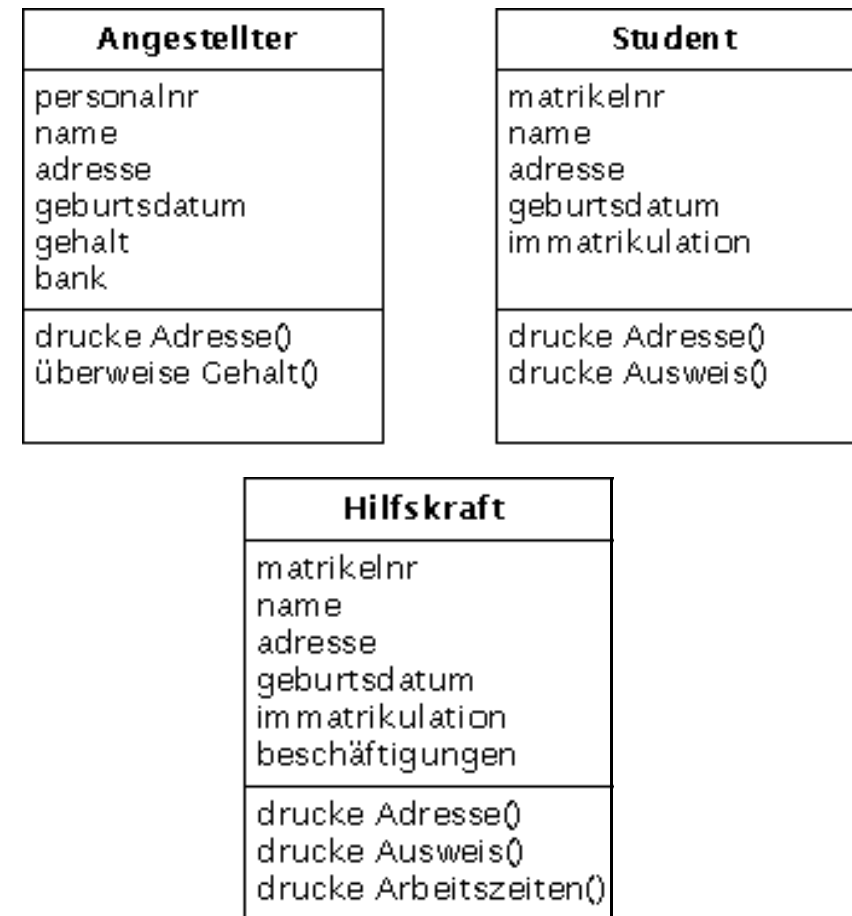 Angestellter
personalnr
name
adresse
geburtsdatum
gehalt
bank
drucke Adresse()
überweise Gehalt()
Student
matrikelnr
name
adresse
geburtsdatum
immatrikulation
drucke Adresse()
drucke Ausweis()
Hilfskraft
matrikelnr
name
adresse
geburtsdatum
immatrikulation
beschäftigungen
drucke Adresse()
drucke Ausweis()
drucke Arbeitszeiten()